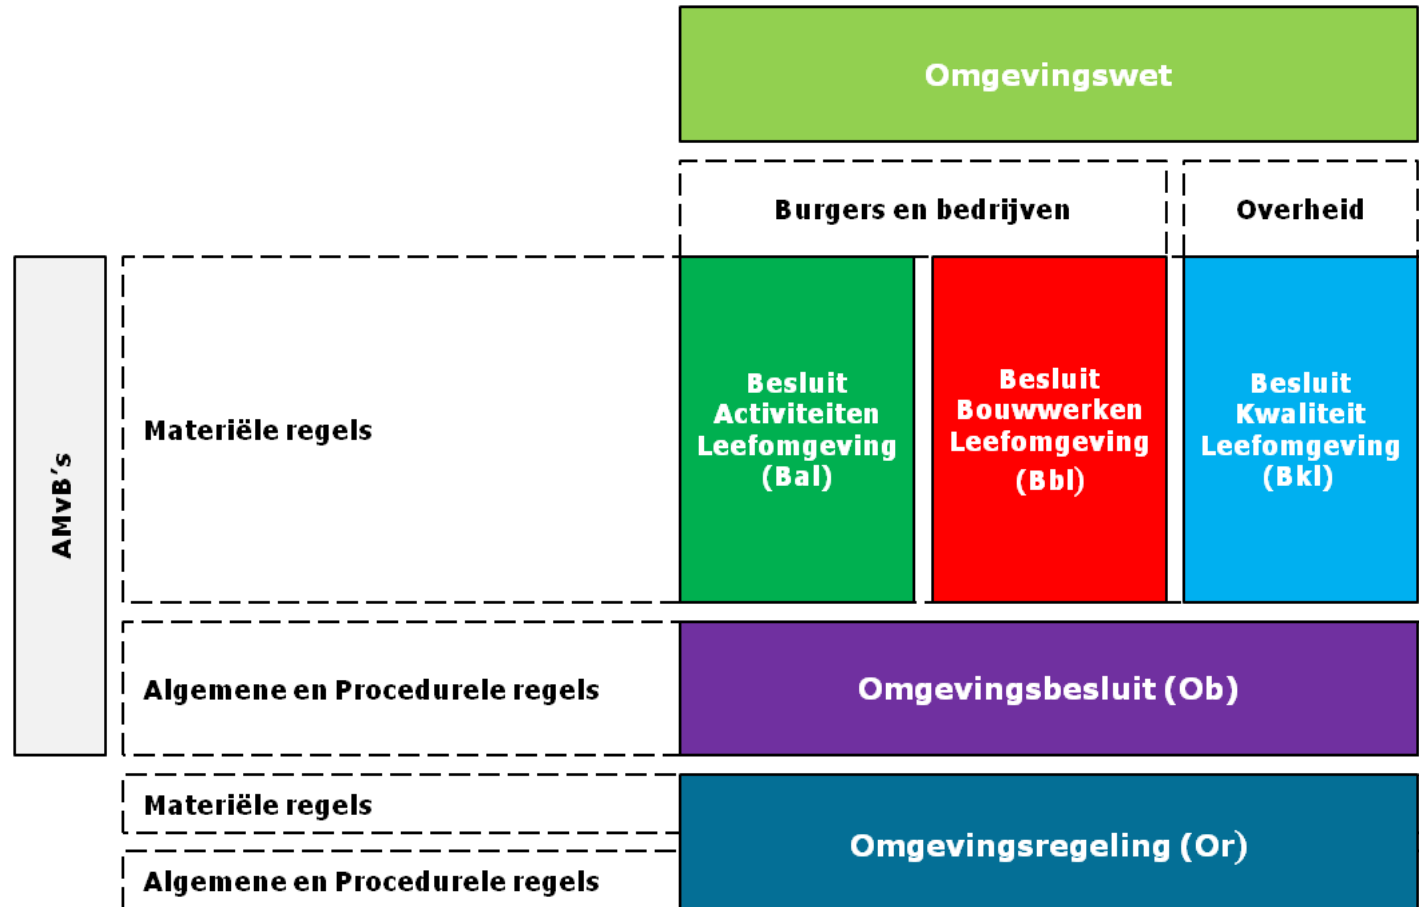 Omgevingswet
Burgers en bedrijven
Overheid
AMvB's
Materiële regels
Besluit
Activiteiten
Leefomgeving
(Bal)
Besluit
Bouwwerken
Leefomgeving
(Bbl)
Besluit
Kwaliteit
Leefomgeving
(Bkl)
Algemene en Procedurele regels
Omgevingsbesluit (Ob)
Materiële regels
Omgevingsregeling (Or)
Algemene en Procedurele regels